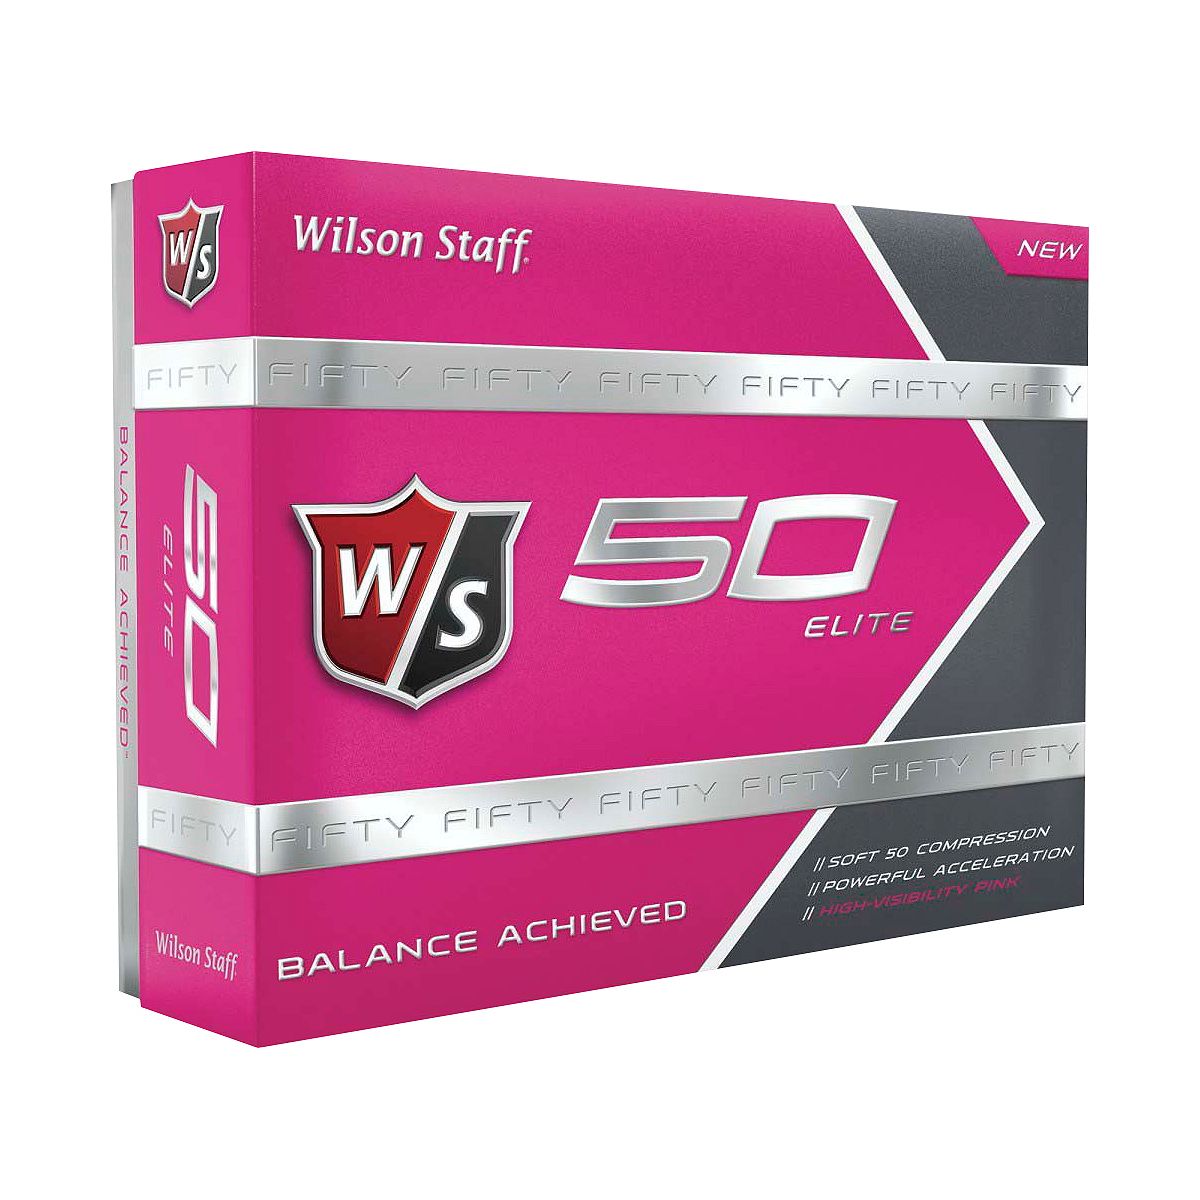 Wilson Staff
NEW
W/S
FIFTY
FIFTY FIFTY FIFTY FIFTY FIFTY FIFTY
W/S
50
ELITE
50
ELITE
BALANCE ACHIEVED™
FIFTY
FIFTY FIFTY FIFTY FIFTY FIFTY FIFTY
// SOFT 50 COMPRESSION
// POWERFUL ACCELERATION
// HIGH-VISIBILITY PINK
BALANCE ACHIEVED
Wilson Staff